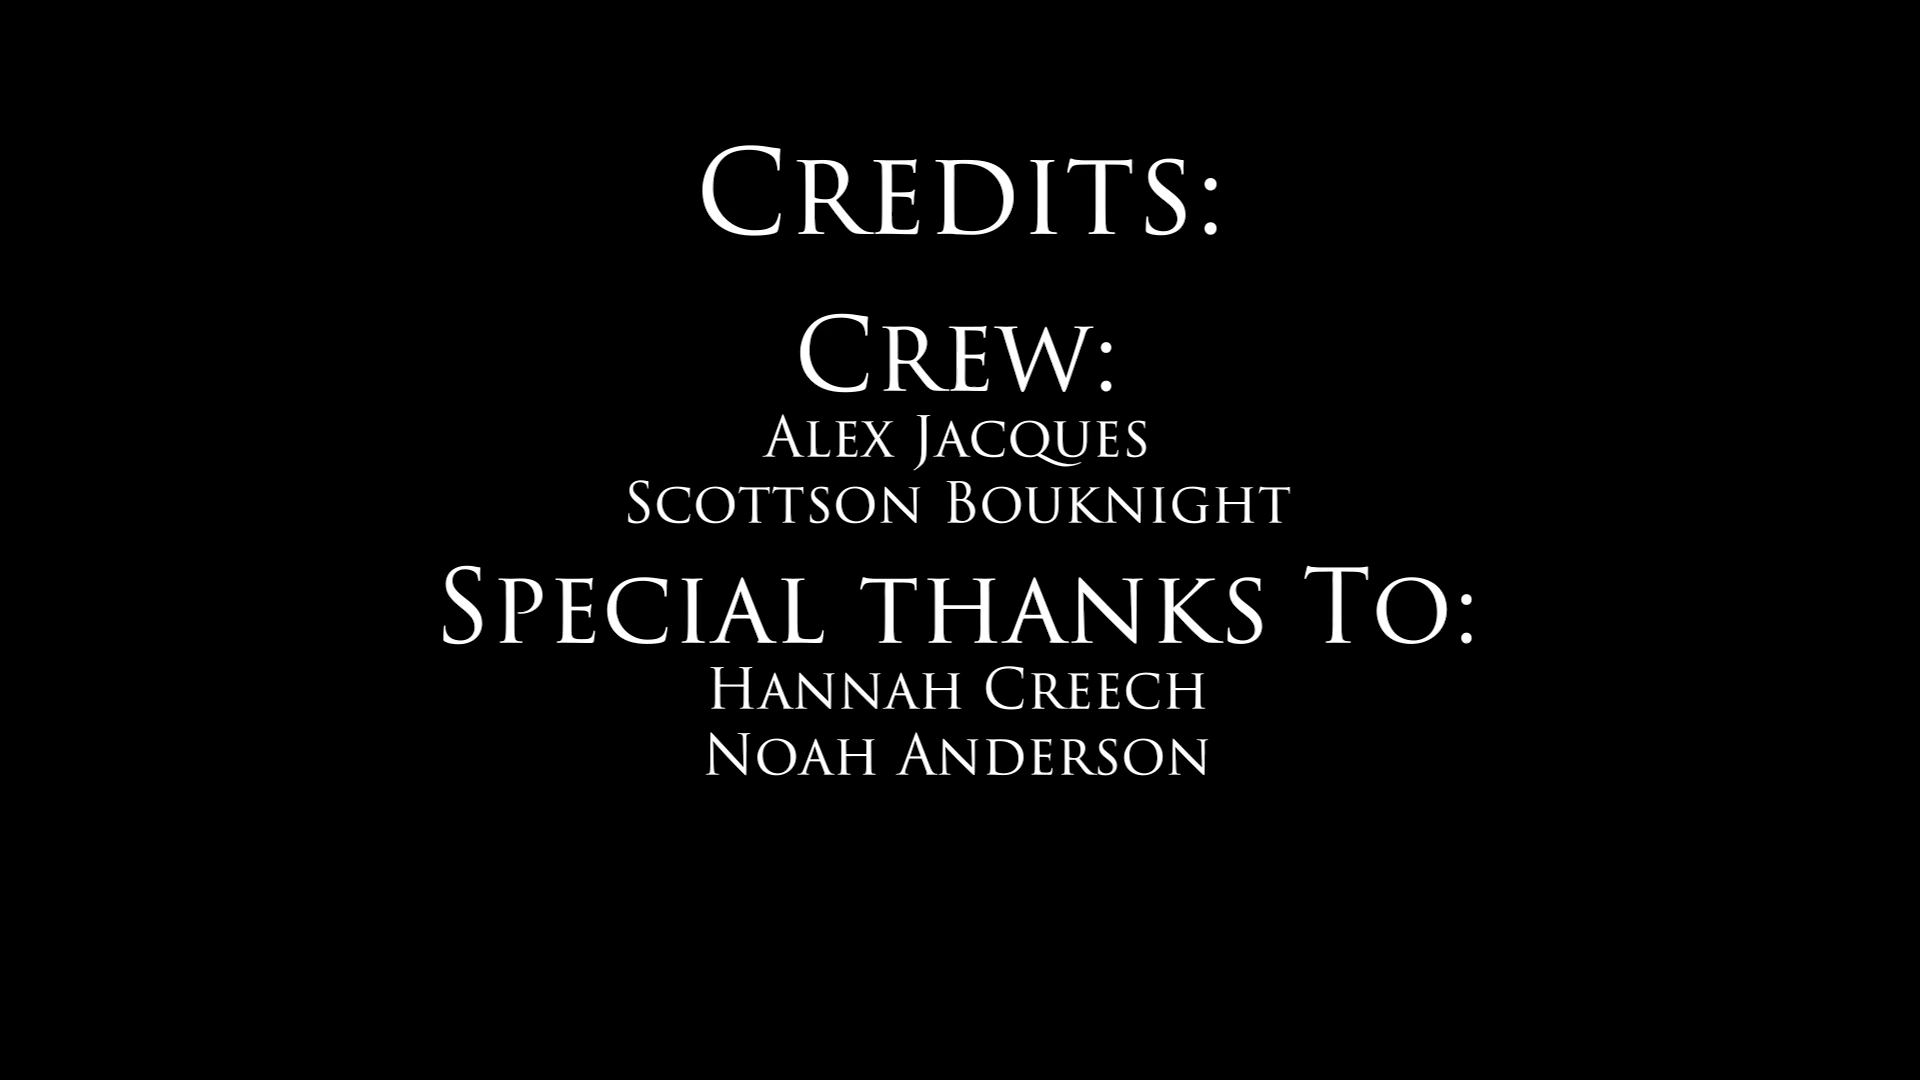 Credits:
Crew:
Alex Jacques
Scottson Bouknight
Special thanks To:
Hannah Creech
Noah Anderson